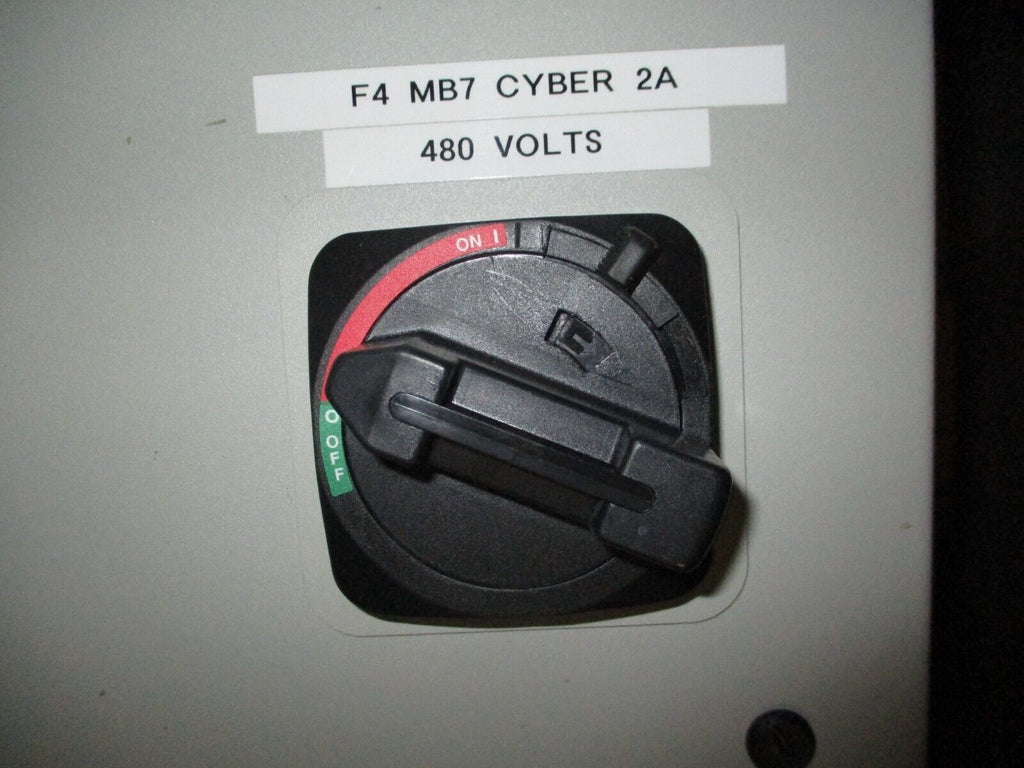 F4 MB7 CYBER 2A
480 VOLTS
ON I
O OFF